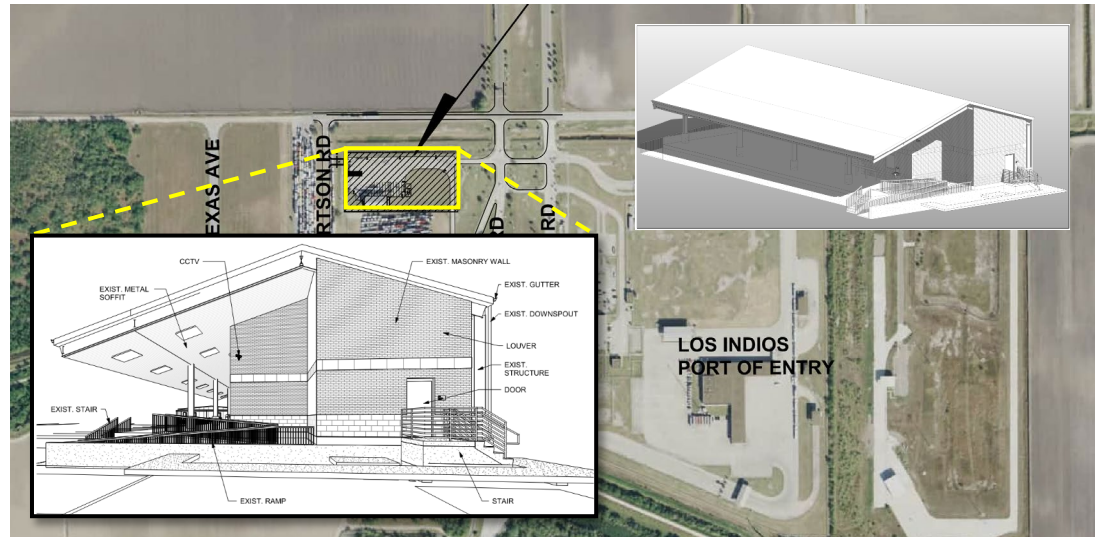 EXAS AVE
RTSON RD
RD
RD
LOS INDIOS
PORT OF ENTRY
CCTV
EXIST. METAL
SOFFIT
EXIST. STAIR
EXIST. RAMP
EXIST. MASONRY WALL
EXIST. GUTTER
EXIST. DOWNSPOUT
LOUVER
EXIST.
STRUCTURE
DOOR
STAIR